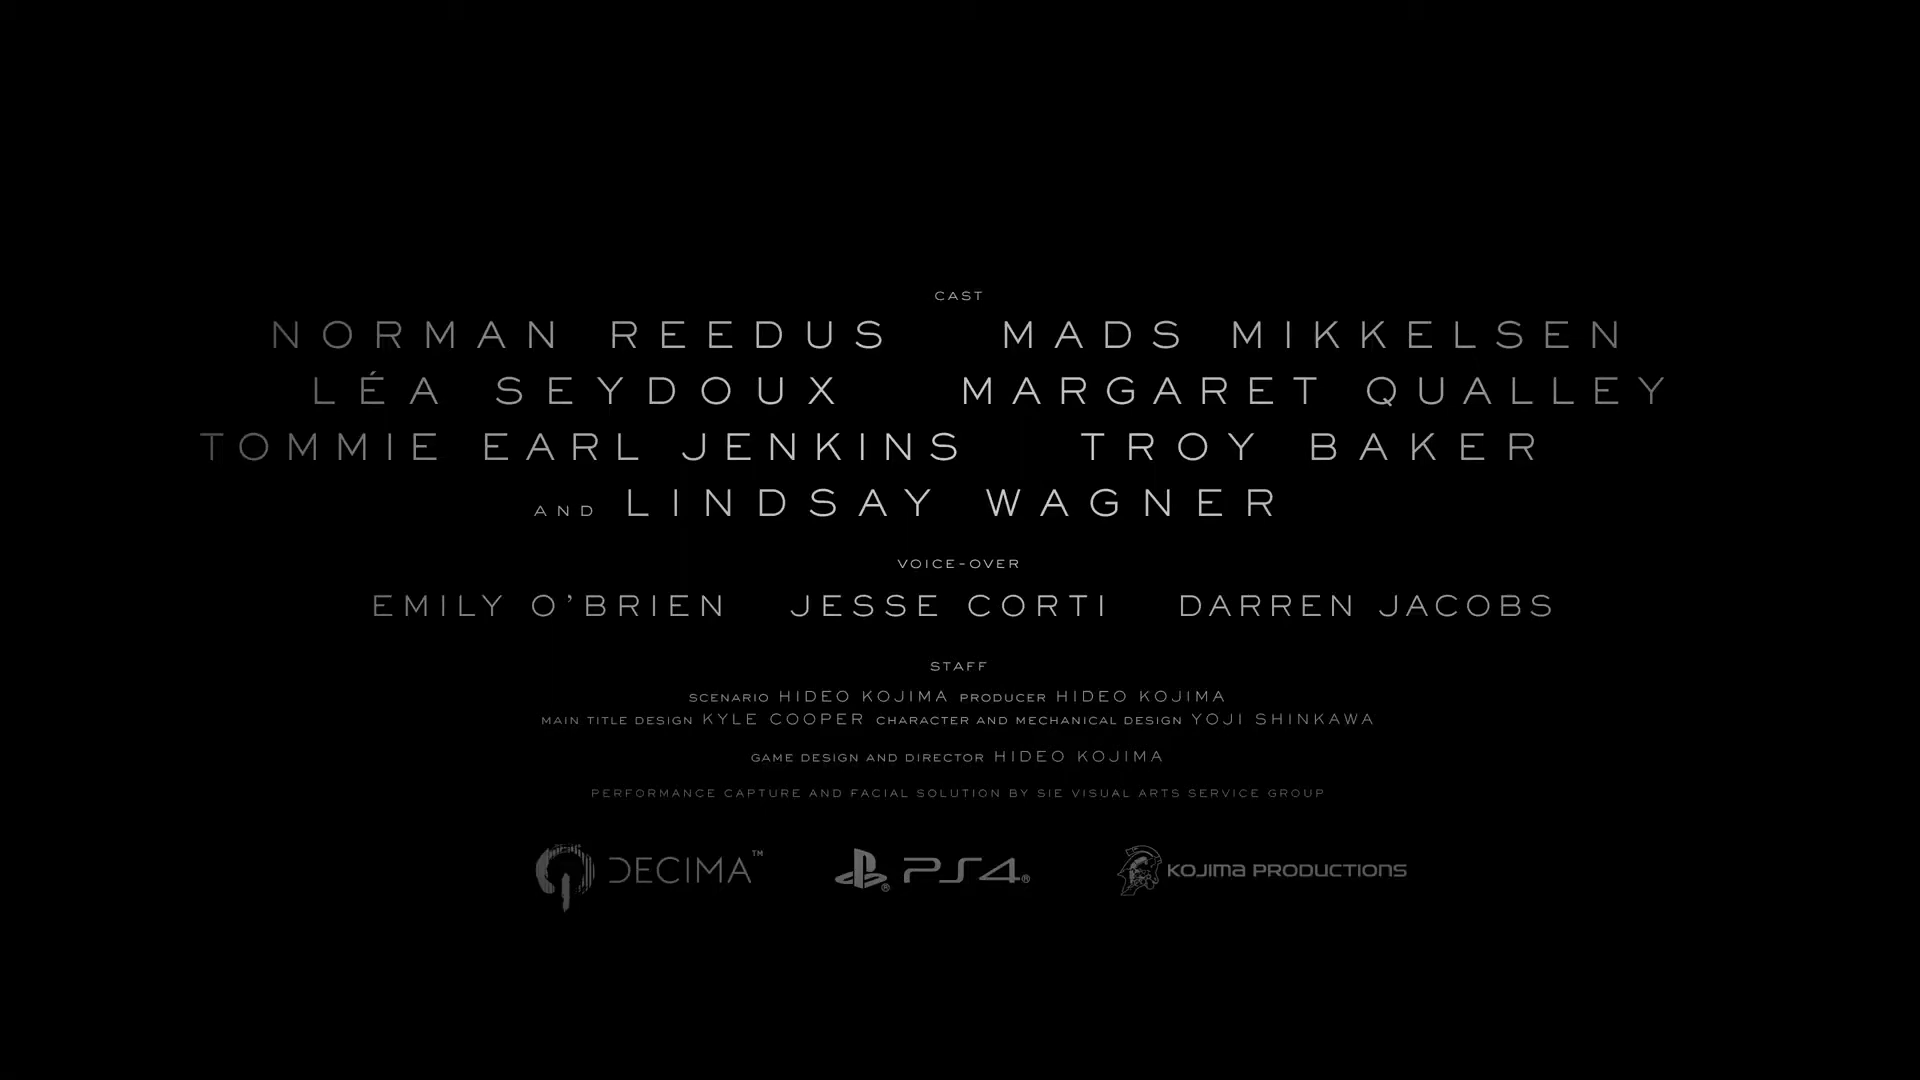 CAST
NORMAN REEDUS MADS MIKKELSEN
LÉA SEYDOUX MARGARET QUALLEY
TOMMIE EARL JENKINS TROY BAKER
AND LINDSAY WAGNER
VOICE-OVER
EMILY O’BRIEN JESSE CORTI DARREN JACOBS
STAFF
SCENARIO HIDEO KOJIMA PRODUCER HIDEO KOJIMA
MAIN TITLE DESIGN KYLE COOPER CHARACTER AND MECHANICAL DESIGN YOJI SHINKAWA
GAME DESIGN AND DIRECTOR HIDEO KOJIMA
PERFORMANCE CAPTURE AND FACIAL SOLUTION BY SIE VISUAL ARTS SERVICE GROUP
DECIMA™ PS4® KOJIMA PRODUCTIONS